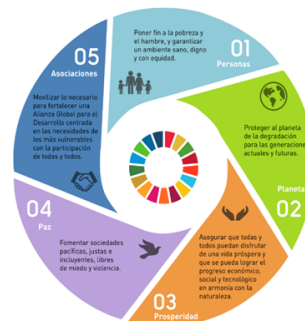 Poner fin a la pobreza y
el hambre, y garantizar
un ambiente sano, digno
y con equidad.
01
Personas
Proteger al planeta
de la degradación
para las generaciones
actuales y futuras.
Planeta
02
Asegurar que todas y
todos puedan disfrutar
de una vida próspera y
que se pueda lograr el
progreso económico,
social y tecnológico
en armonía con la
naturaleza.
03
Prosperidad
04
Paz
Fomentar sociedades
pacíficas, justas e
incluyentes, libres
de miedo y violencia.
05
Asociaciones
Movilizar lo necesario
para fortalecer una
Alianza Global para el
Desarrollo centrada
en las necesidades de
los más vulnerables
con la participación
de todas y todos.